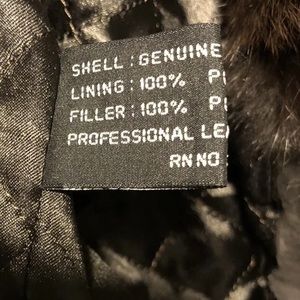 SHELL : GENUINE
LINING : 100%
FILLER : 100%
PROFESSIONAL
RN NO :